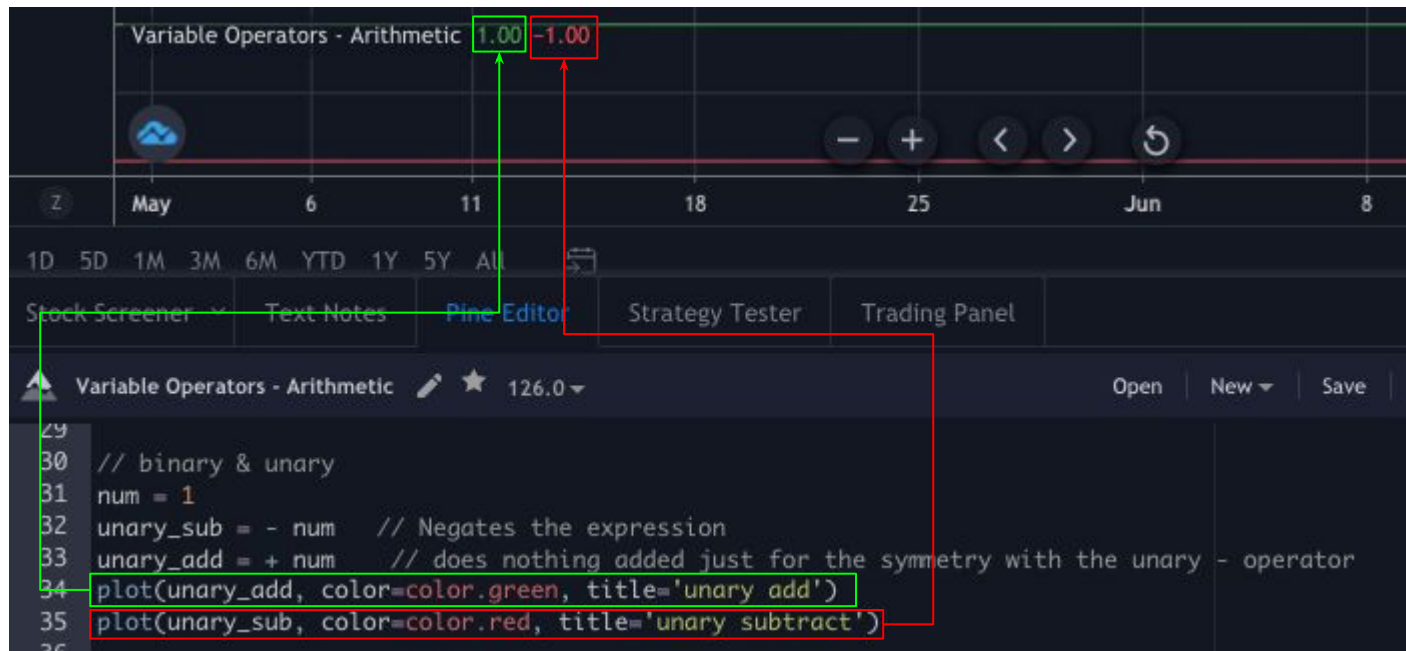 Variable Operators - Arithmetic 1.00 −1.00
Z May 6 11 18 25 Jun 8
1D 5D 1M 3M 6M YTD 1Y 5Y All
Stock Screener Text Notes Pine Editor Strategy Tester Trading Panel
Variable Operators - Arithmetic 126.0 Open New Save
29
30 // binary & unary
31 num = 1
32 unary_sub = - num // Negates the expression
33 unary_add = + num // does nothing added just for the symmetry with the unary - operator
34 plot(unary_add, color=color.green, title='unary add')
35 plot(unary_sub, color=color.red, title='unary subtract')
36